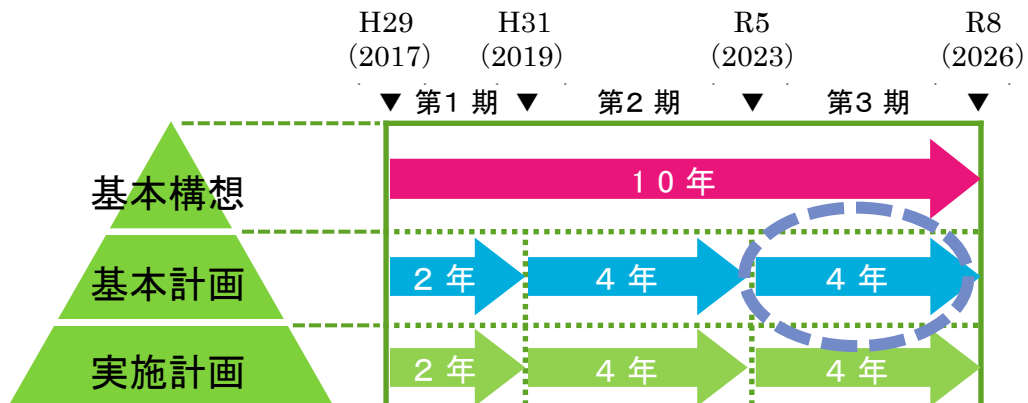 H29 H31 R5 R8
(2017) (2019) (2023) (2026)
▼ 第1 期 ▼ 第2 期 ▼ 第3 期 ▼
基本構想
10年
基本計画
2年 4年 4年
実施計画
2年 4年 4年